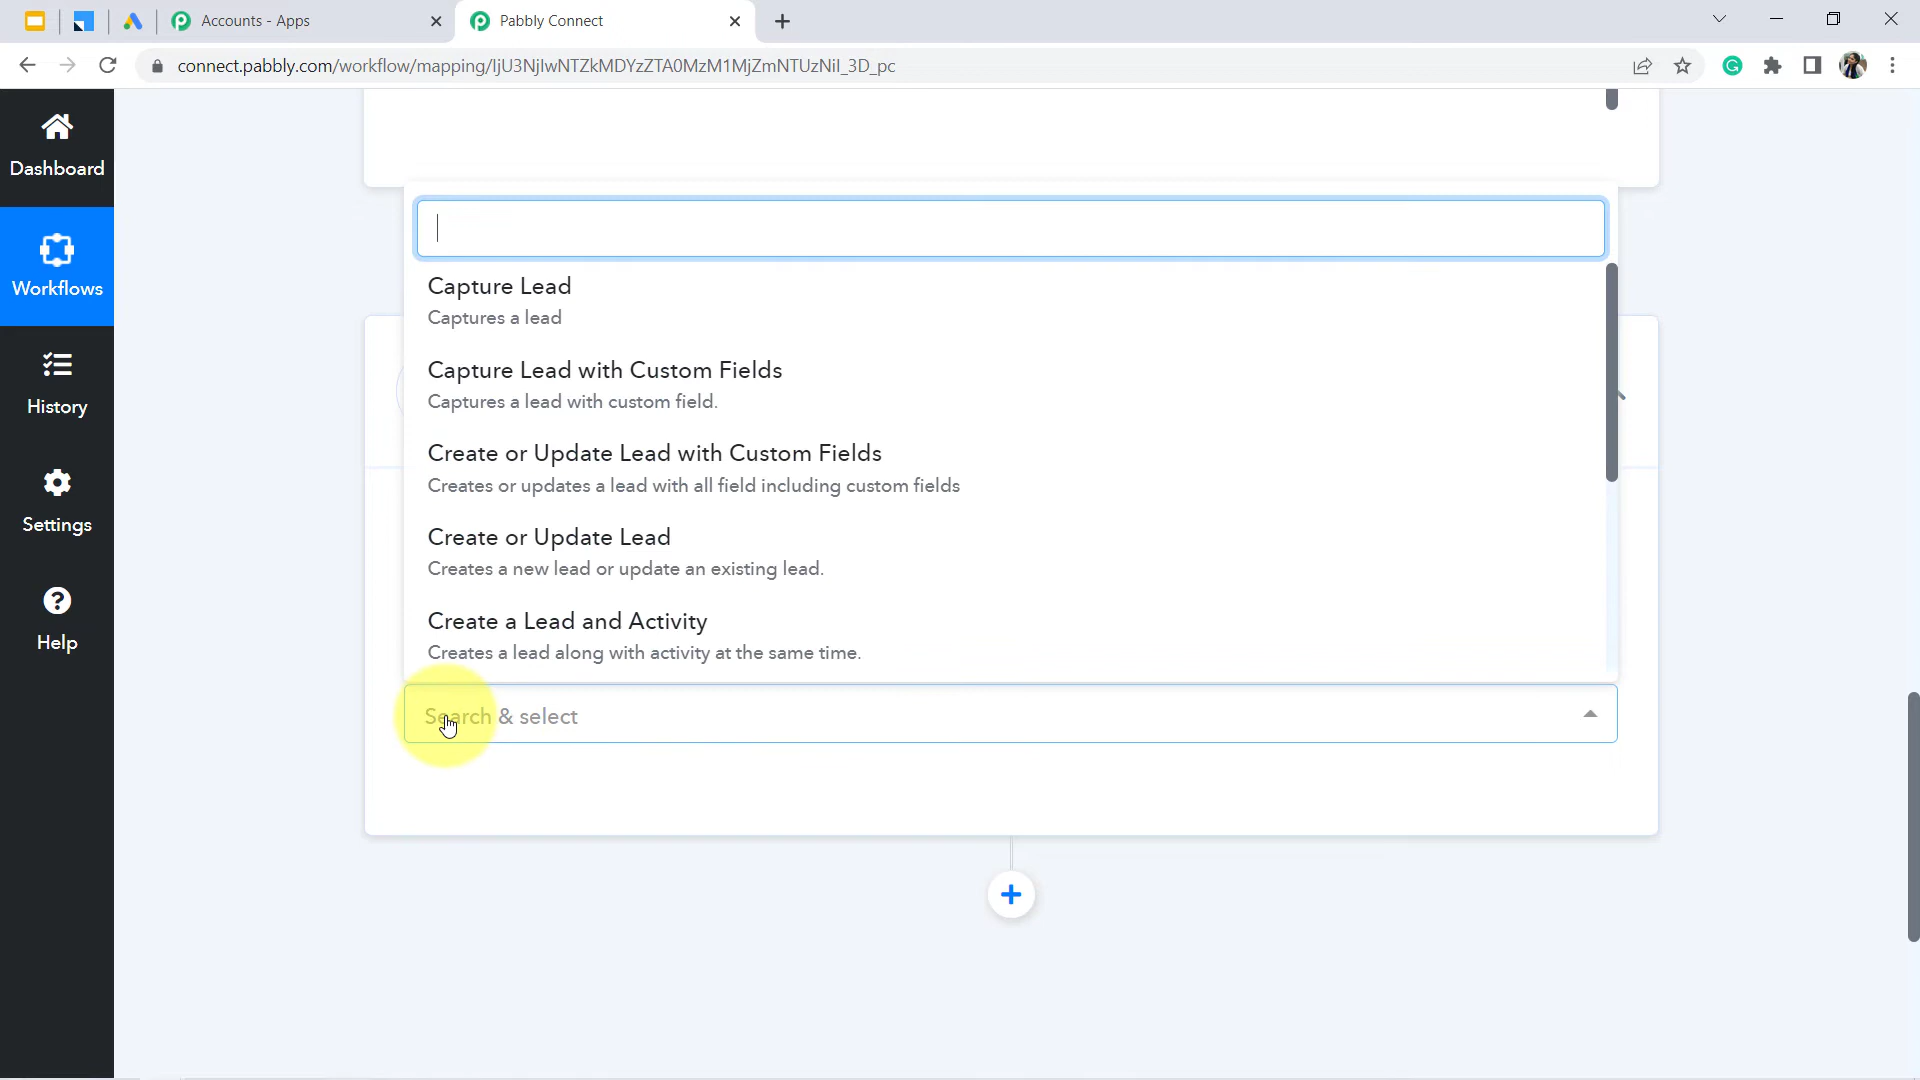 Accounts - Apps
Pabbly Connect
connect.pabbly.com/workflow/mapping/IjU3NjIwNTZkMDYzZTA0MzM1MjZmNTUzNiI_3D_pc
Dashboard
Workflows
History
Settings
Help
Capture Lead
Captures a lead
Capture Lead with Custom Fields
Captures a lead with custom field.
Create or Update Lead with Custom Fields
Creates or updates a lead with all field including custom fields
Create or Update Lead
Creates a new lead or update an existing lead.
Create a Lead and Activity
Creates a lead along with activity at the same time.
Search & select